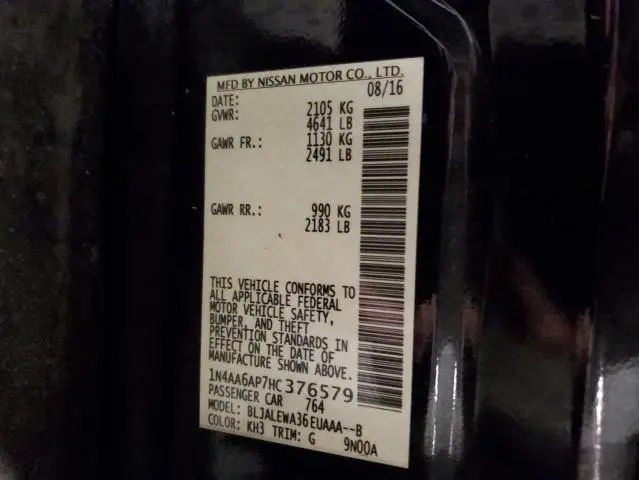 MFD BY NISSAN MOTOR CO., LTD.
DATE: 08/16
GVWR: 2105 KG
4641 LB
GAWR FR.: 1130 KG
2491 LB
GAWR RR.: 990 KG
2183 LB
THIS VEHICLE CONFORMS TO
ALL APPLICABLE FEDERAL
MOTOR VEHICLE SAFETY,
BUMPER, AND THEFT
PREVENTION STANDARDS IN
EFFECT ON THE DATE OF
MANUFACTURE SHOWN ABOVE.
1N4AA6AP7HC376579
PASSENGER CAR 764
MODEL: BLJALEWA36EUAAA--B
COLOR: KH3 TRIM: G 9N00A